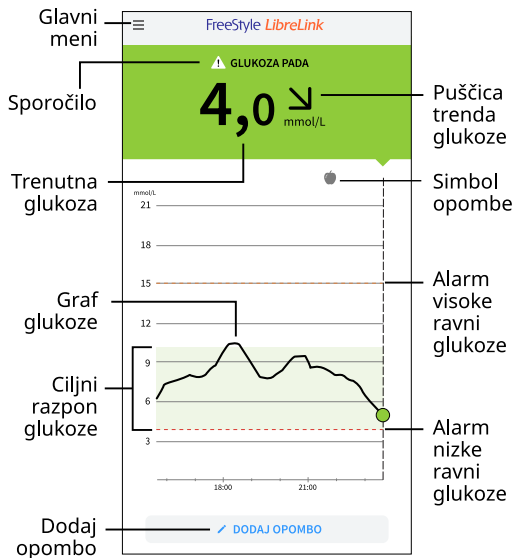 Glavni
meni
FreeStyle LibreLink
GLUKOZA PADA
Sporočilo
4,0
mmol/L
Puščica
trenda
glukoze
Trenutna
glukoza
Simbol
opombe
mmol/L
21
18
15
Alarm
visoke
ravni
glukoze
Graf
glukoze
12
9
Ciljni
razpon
glukoze
6
3
Alarm
nizke
ravni
glukoze
18:00
21:00
Dodaj
opombo
DODAJ OPOMBO